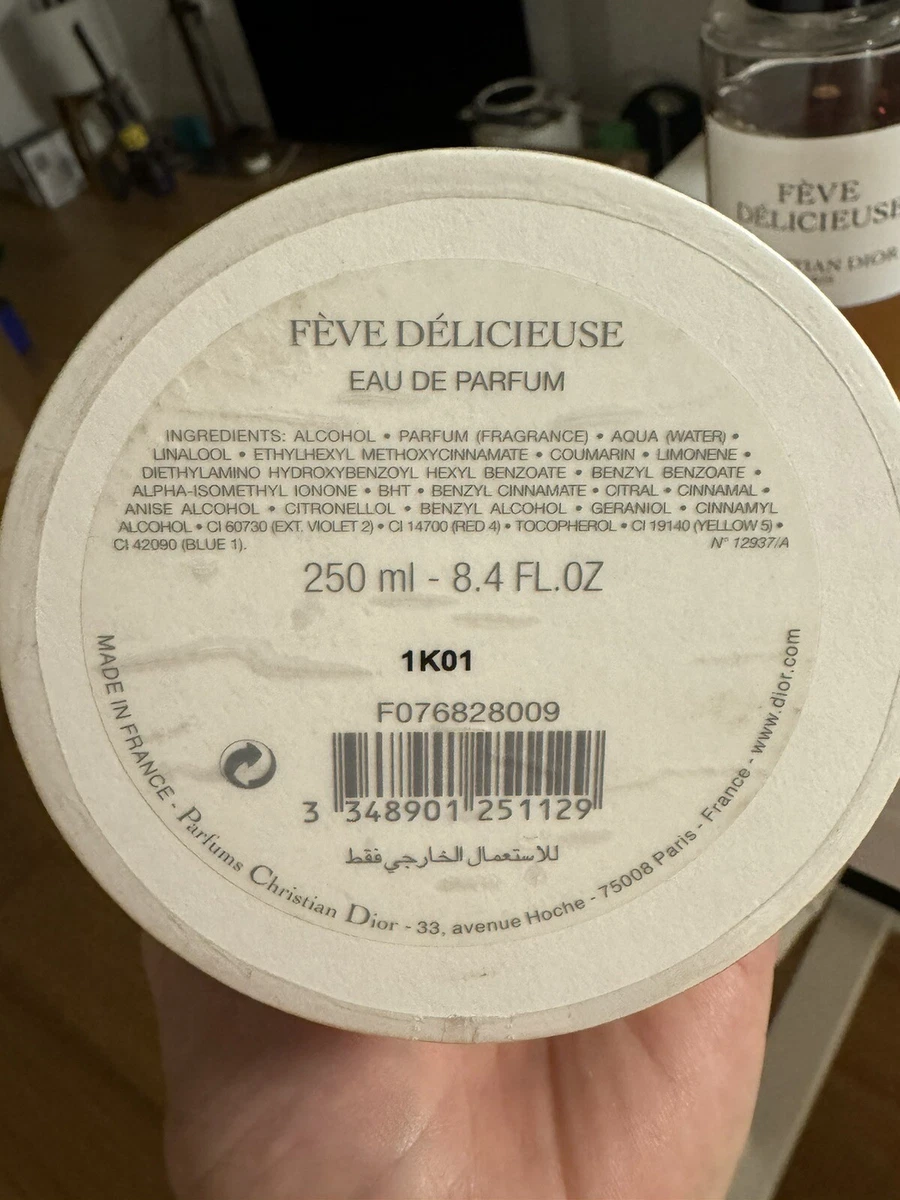 FÈVE
DÉLICIEUSE
TIAN DIOR
FÈVE DÉLICIEUSE
EAU DE PARFUM
INGREDIENTS: ALCOHOL • PARFUM (FRAGRANCE) • AQUA (WATER) •
LINALOOL • ETHYLHEXYL METHOXYCINNAMATE • COUMARIN • LIMONENE •
DIETHYLAMINO HYDROXYBENZOYL HEXYL BENZOATE • BENZYL BENZOATE •
ALPHA-ISOMETHYL IONONE • BHT • BENZYL CINNAMATE • CITRAL • CINNAMAL •
ANISE ALCOHOL • CITRONELLOL • BENZYL ALCOHOL • GERANIOL • CINNAMYL
ALCOHOL • CI 60730 (EXT. VIOLET 2) • CI 14700 (RED 4) • TOCOPHEROL • CI 19140 (YELLOW 5) •
CI 42090 (BLUE 1). N° 12937/A
250 ml - 8.4 FL.OZ
1K01
F076828009
3 348901 251129
للاستعمال الخارجي فقط
MADE IN FRANCE - Parfums Christian Dior - 33, avenue Hoche - 75008 Paris - France - www.dior.com